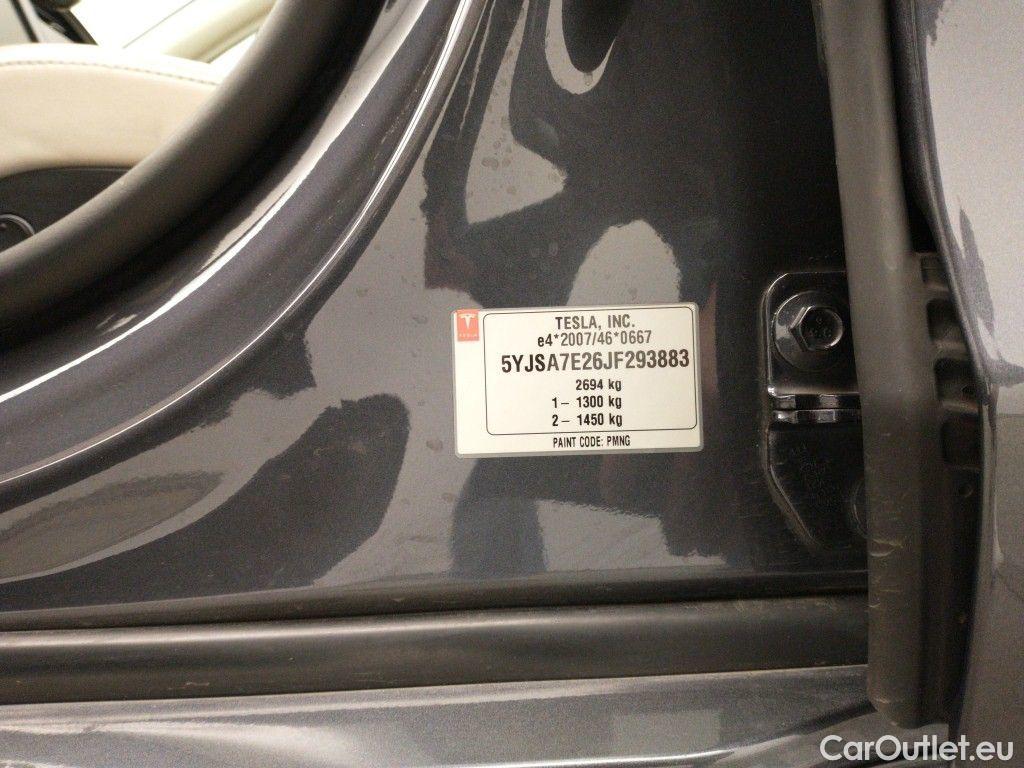 TESLA, INC.
e4*2007/46*0667
5YJSA7E26JF293883
2694 kg
1 – 1300 kg
2 – 1450 kg
PAINT CODE: PMNG
TESLA
CarOutlet.eu